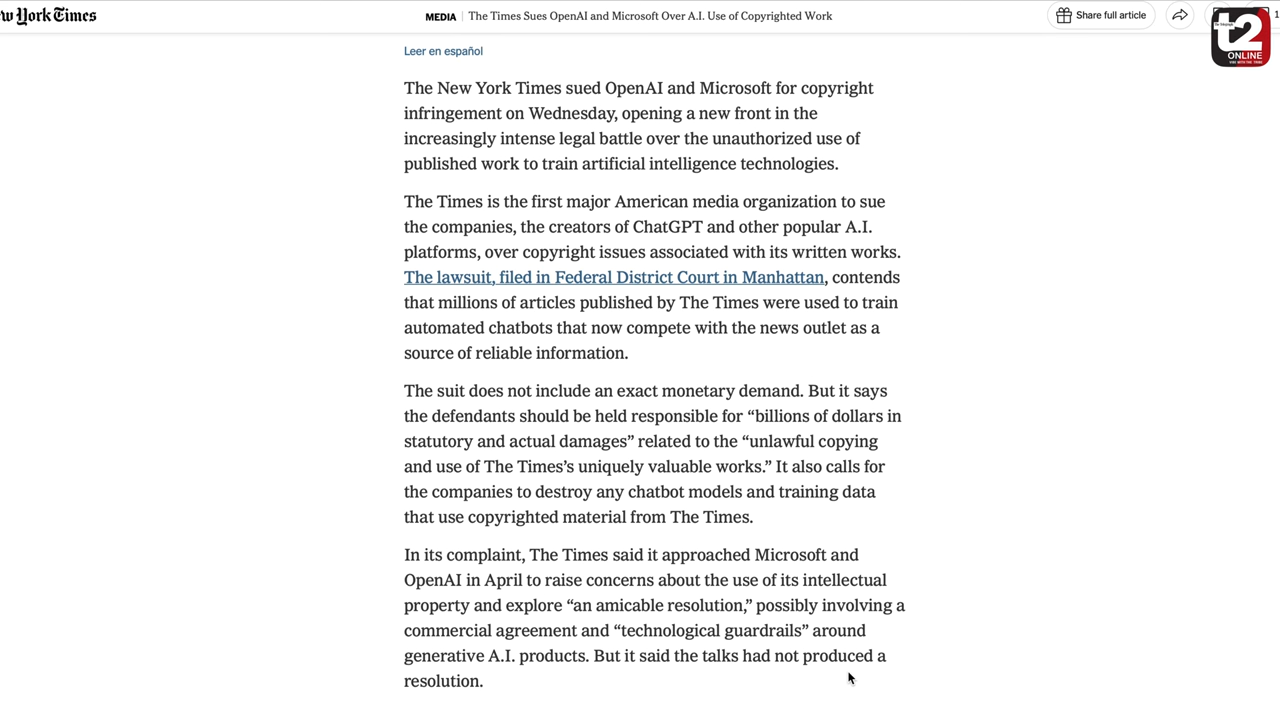 w York Times
MEDIA | The Times Sues OpenAI and Microsoft Over A.I. Use of Copyrighted Work
Share full article
1
t2
ONLINE
Leer en español
The New York Times sued OpenAI and Microsoft for copyright
infringement on Wednesday, opening a new front in the
increasingly intense legal battle over the unauthorized use of
published work to train artificial intelligence technologies.
The Times is the first major American media organization to sue
the companies, the creators of ChatGPT and other popular A.I.
platforms, over copyright issues associated with its written works.
The lawsuit, filed in Federal District Court in Manhattan, contends
that millions of articles published by The Times were used to train
automated chatbots that now compete with the news outlet as a
source of reliable information.
The suit does not include an exact monetary demand. But it says
the defendants should be held responsible for “billions of dollars in
statutory and actual damages” related to the “unlawful copying
and use of The Times’s uniquely valuable works.” It also calls for
the companies to destroy any chatbot models and training data
that use copyrighted material from The Times.
In its complaint, The Times said it approached Microsoft and
OpenAI in April to raise concerns about the use of its intellectual
property and explore “an amicable resolution,” possibly involving a
commercial agreement and “technological guardrails” around
generative A.I. products. But it said the talks had not produced a
resolution.